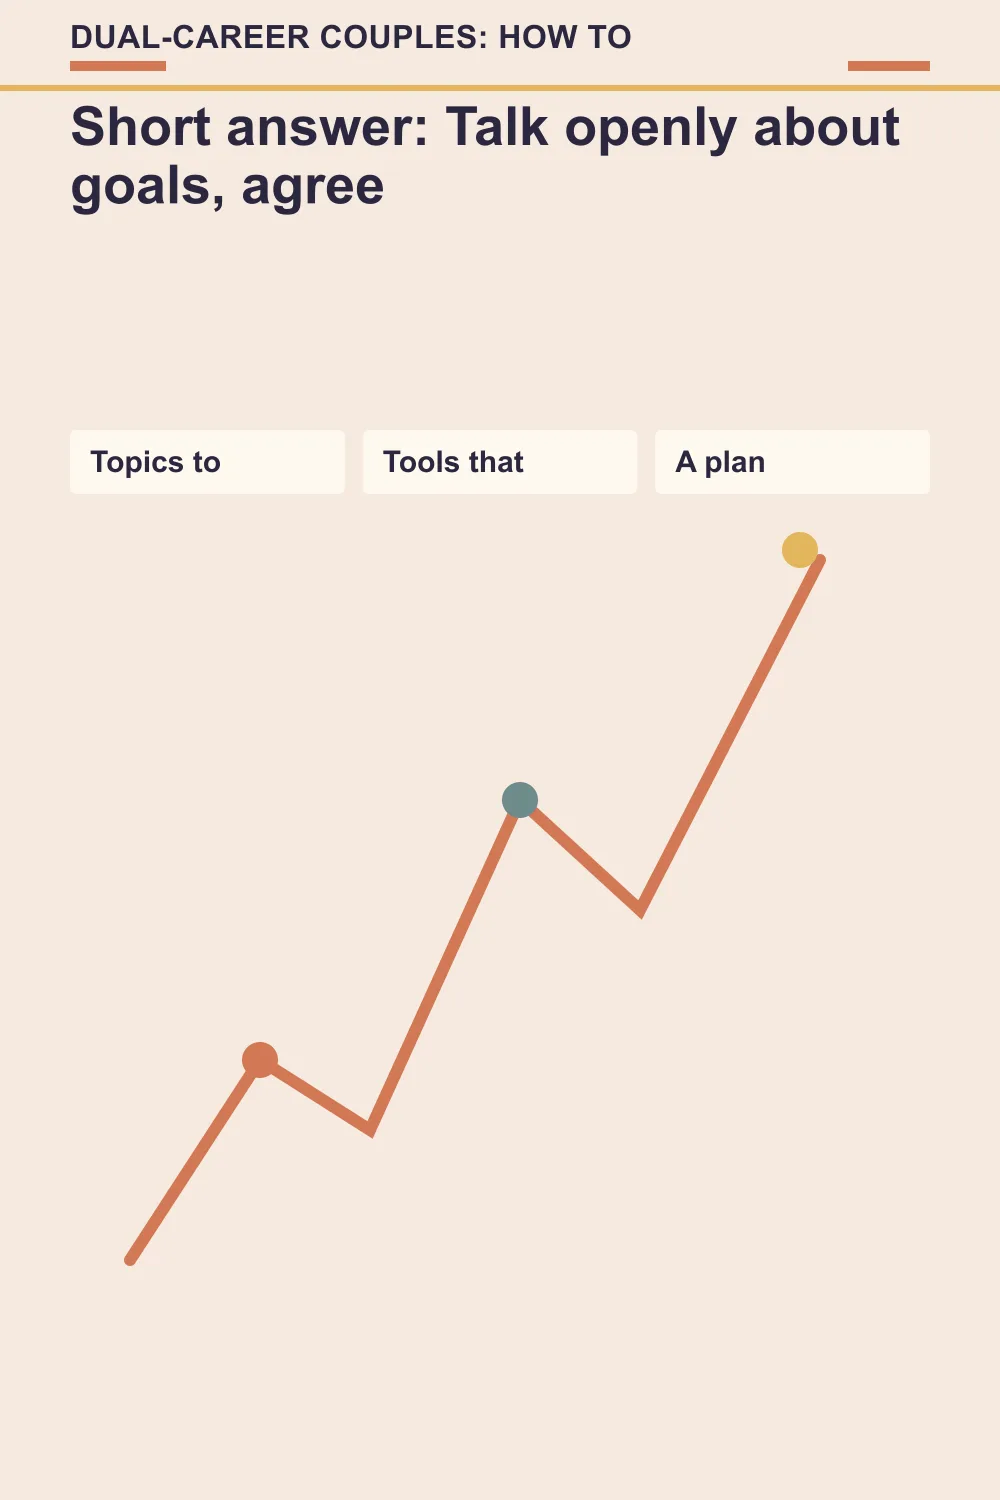 DUAL-CAREER COUPLES: HOW TO
Short answer: Talk openly about
goals, agree
Topics to
Tools that
A plan